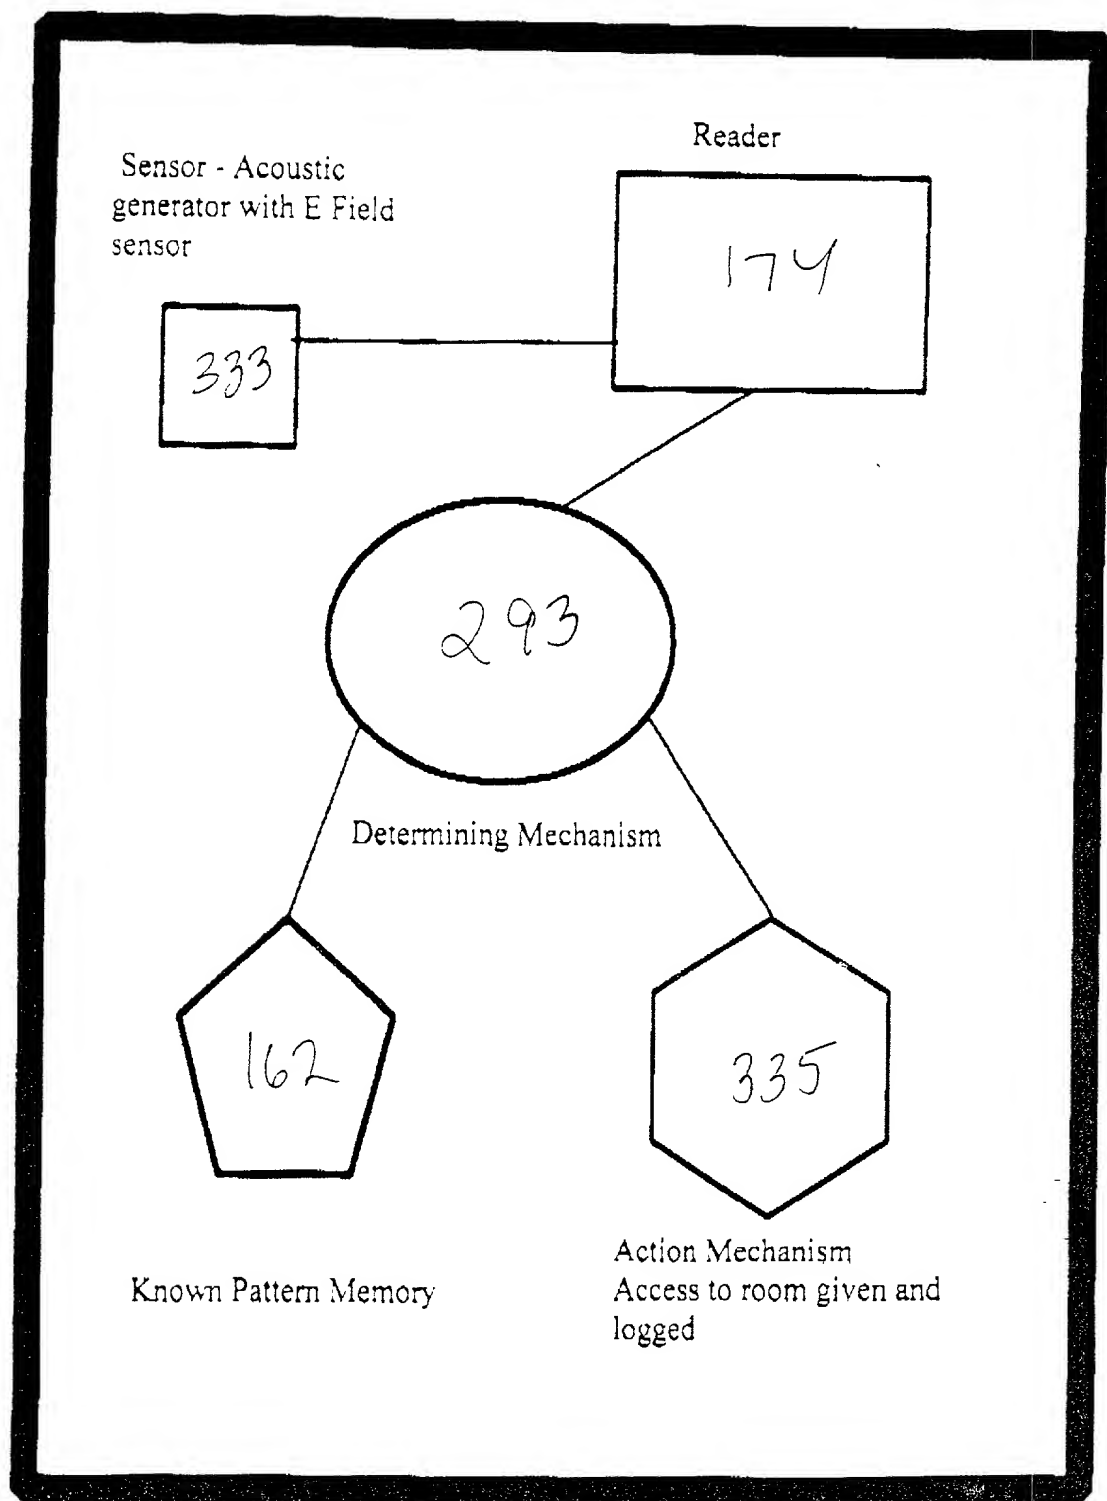 Reader
Sensor - Acoustic
generator with E Field
sensor
174
333
293
Determining Mechanism
162
335
Known Pattern Memory
Action Mechanism
Access to room given and
logged